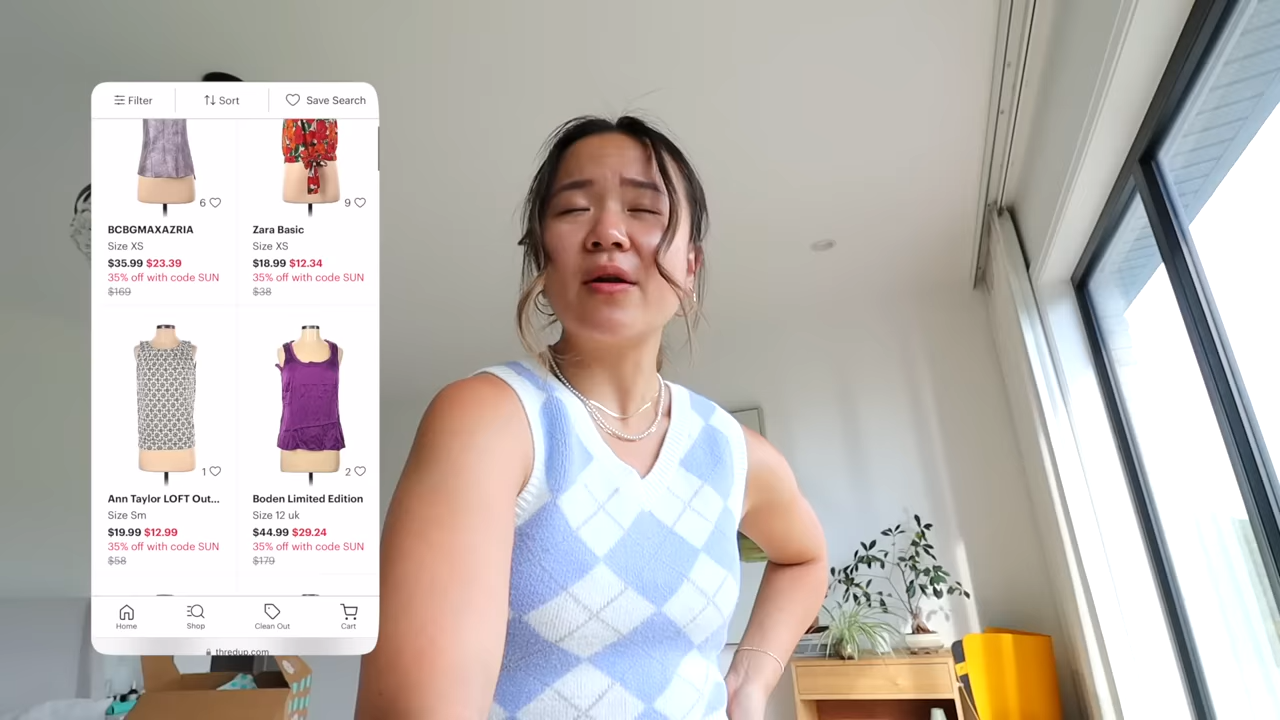 Filter Sort Save Search
6 9
BCBGMAXAZRIA Zara Basic
Size XS Size XS
$35.99 $23.39 $18.99 $12.34
35% off with code SUN 35% off with code SUN
$169 $38
1 2
Ann Taylor LOFT Out... Boden Limited Edition
Size Sm Size 12 uk
$19.99 $12.99 $44.99 $29.24
35% off with code SUN 35% off with code SUN
$58 $179
Home Shop Clean Out Cart
thredup.com